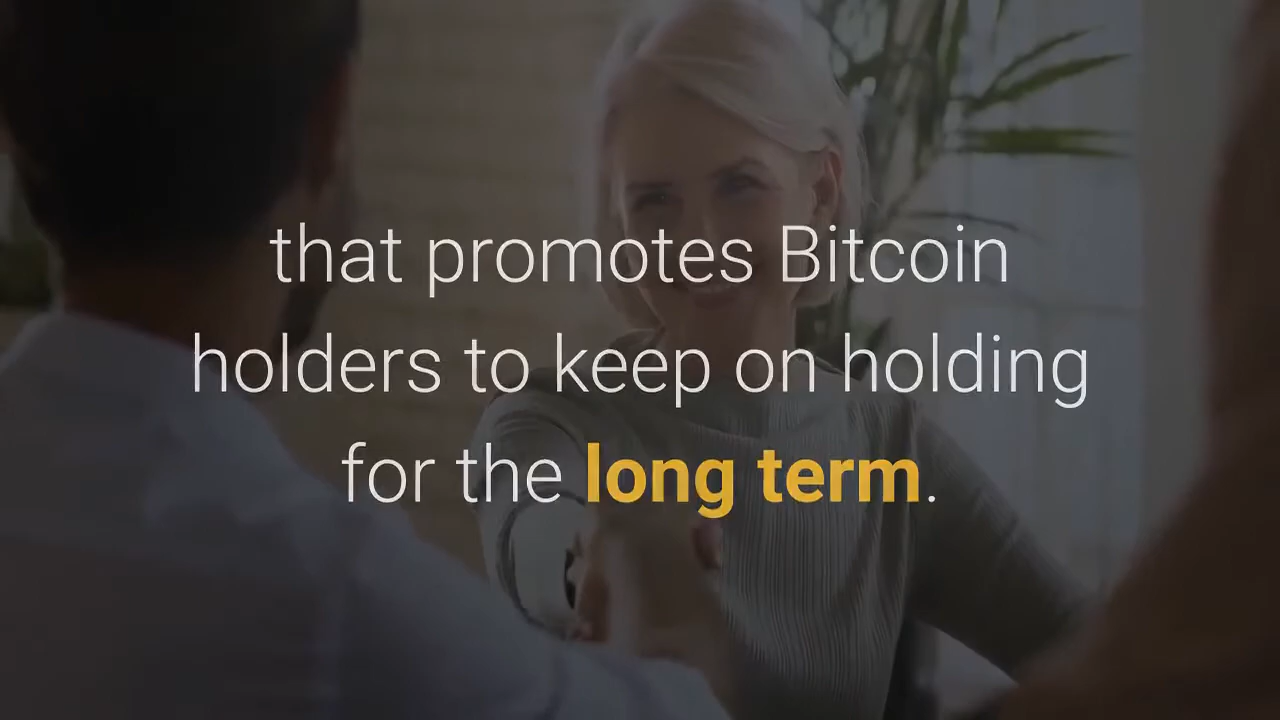 that promotes Bitcoin
holders to keep on holding
for the long term.